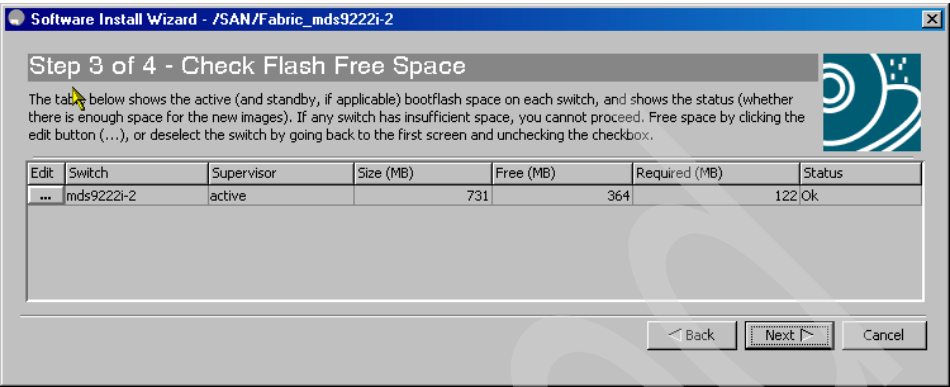 Software Install Wizard - /SAN/Fabric_mds9222i-2
Step 3 of 4 - Check Flash Free Space
The table below shows the active (and standby, if applicable) bootflash space on each switch, and shows the status (whether
there is enough space for the new images). If any switch has insufficient space, you cannot proceed. Free space by clicking the
edit button (...), or deselect the switch by going back to the first screen and unchecking the checkbox.
Edit Switch Supervisor Size (MB) Free (MB) Required (MB) Status
... mds9222i-2 active 731 364 122 Ok
Back Next Cancel